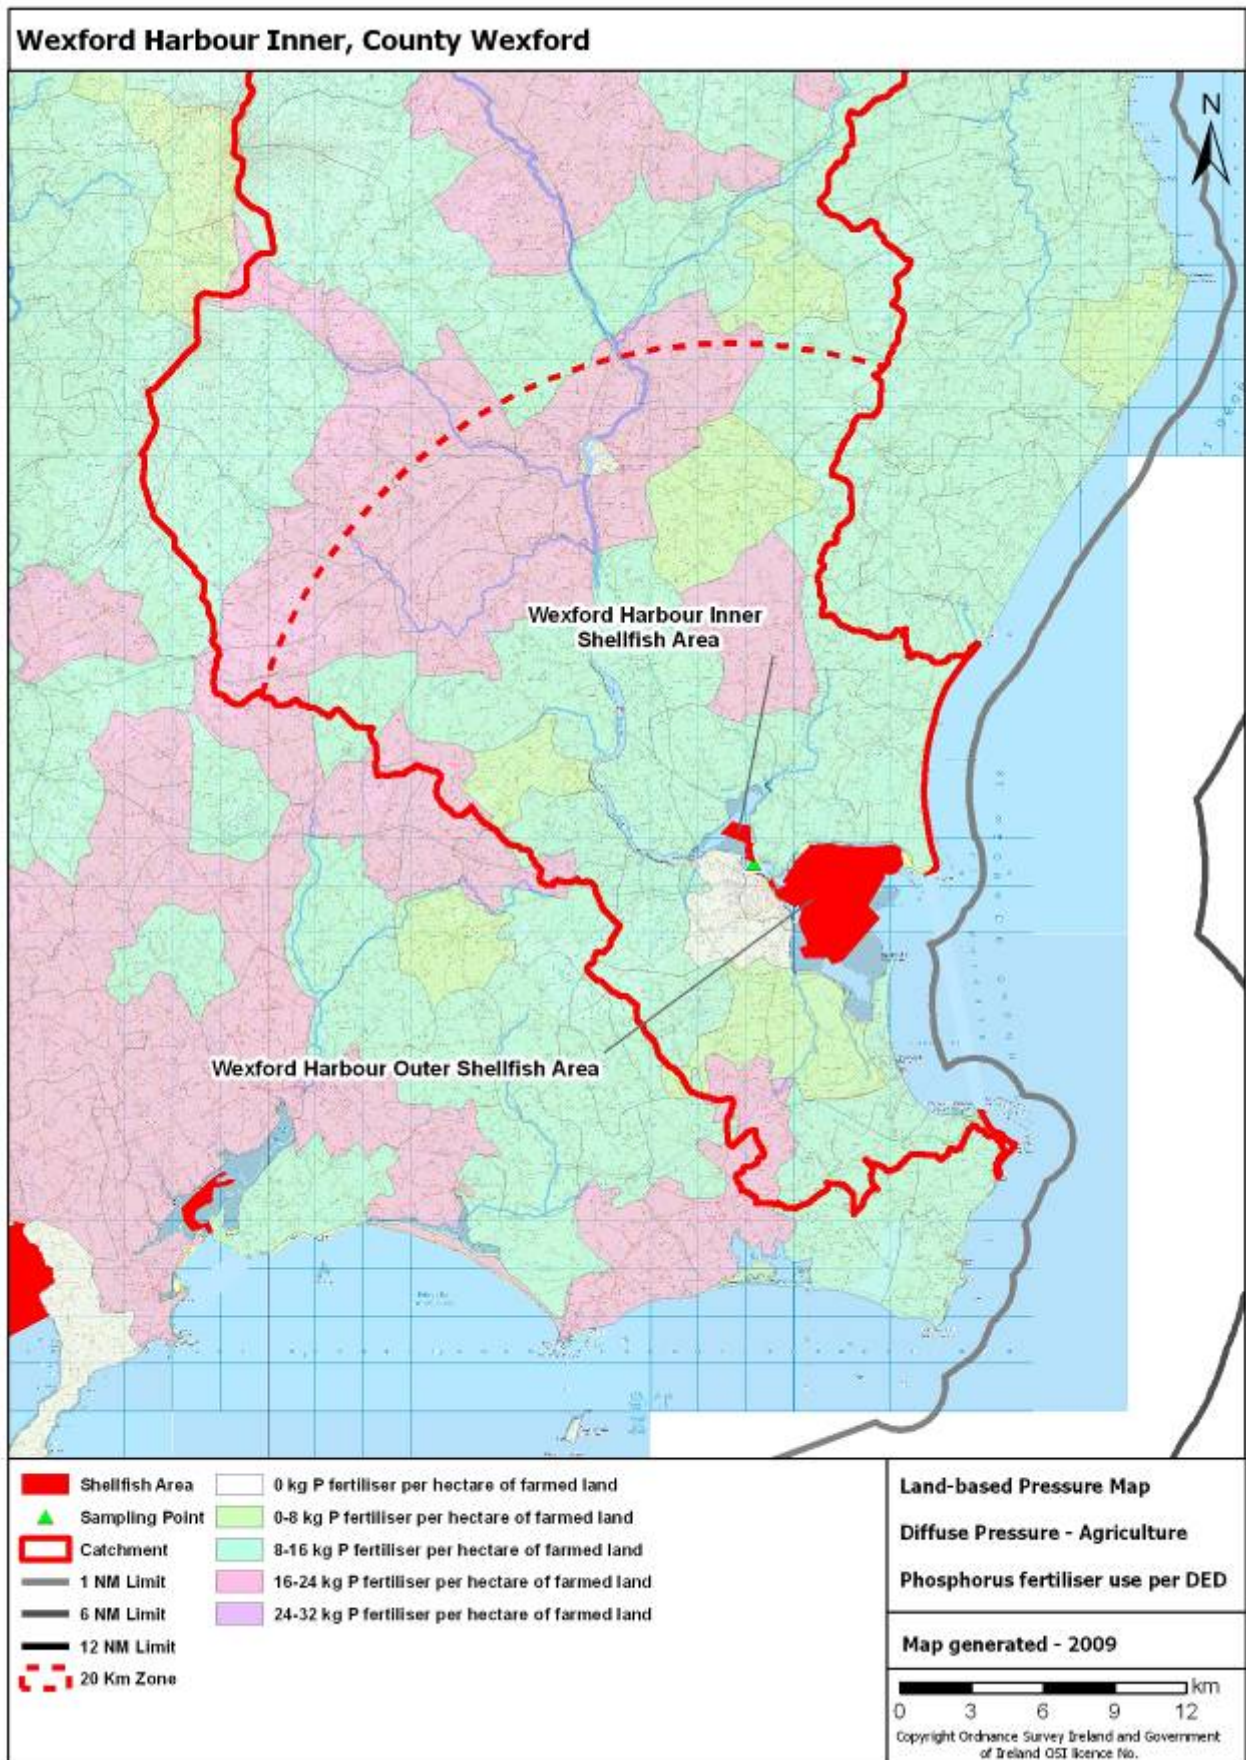 Wexford Harbour Inner, County Wexford
N
Wexford Harbour Inner
Shellfish Area
Wexford Harbour Outer Shellfish Area
Shellfish Area
Sampling Point
Catchment
1 NM Limit
6 NM Limit
12 NM Limit
20 Km Zone
0 kg P fertiliser per hectare of farmed land
0-8 kg P fertiliser per hectare of farmed land
8-16 kg P fertiliser per hectare of farmed land
16-24 kg P fertiliser per hectare of farmed land
24-32 kg P fertiliser per hectare of farmed land
Land-based Pressure Map
Diffuse Pressure - Agriculture
Phosphorus fertiliser use per DED
Map generated - 2009
km
0 3 6 9 12
Copyright Ordnance Survey Ireland and Government
of Ireland OSI licence No.